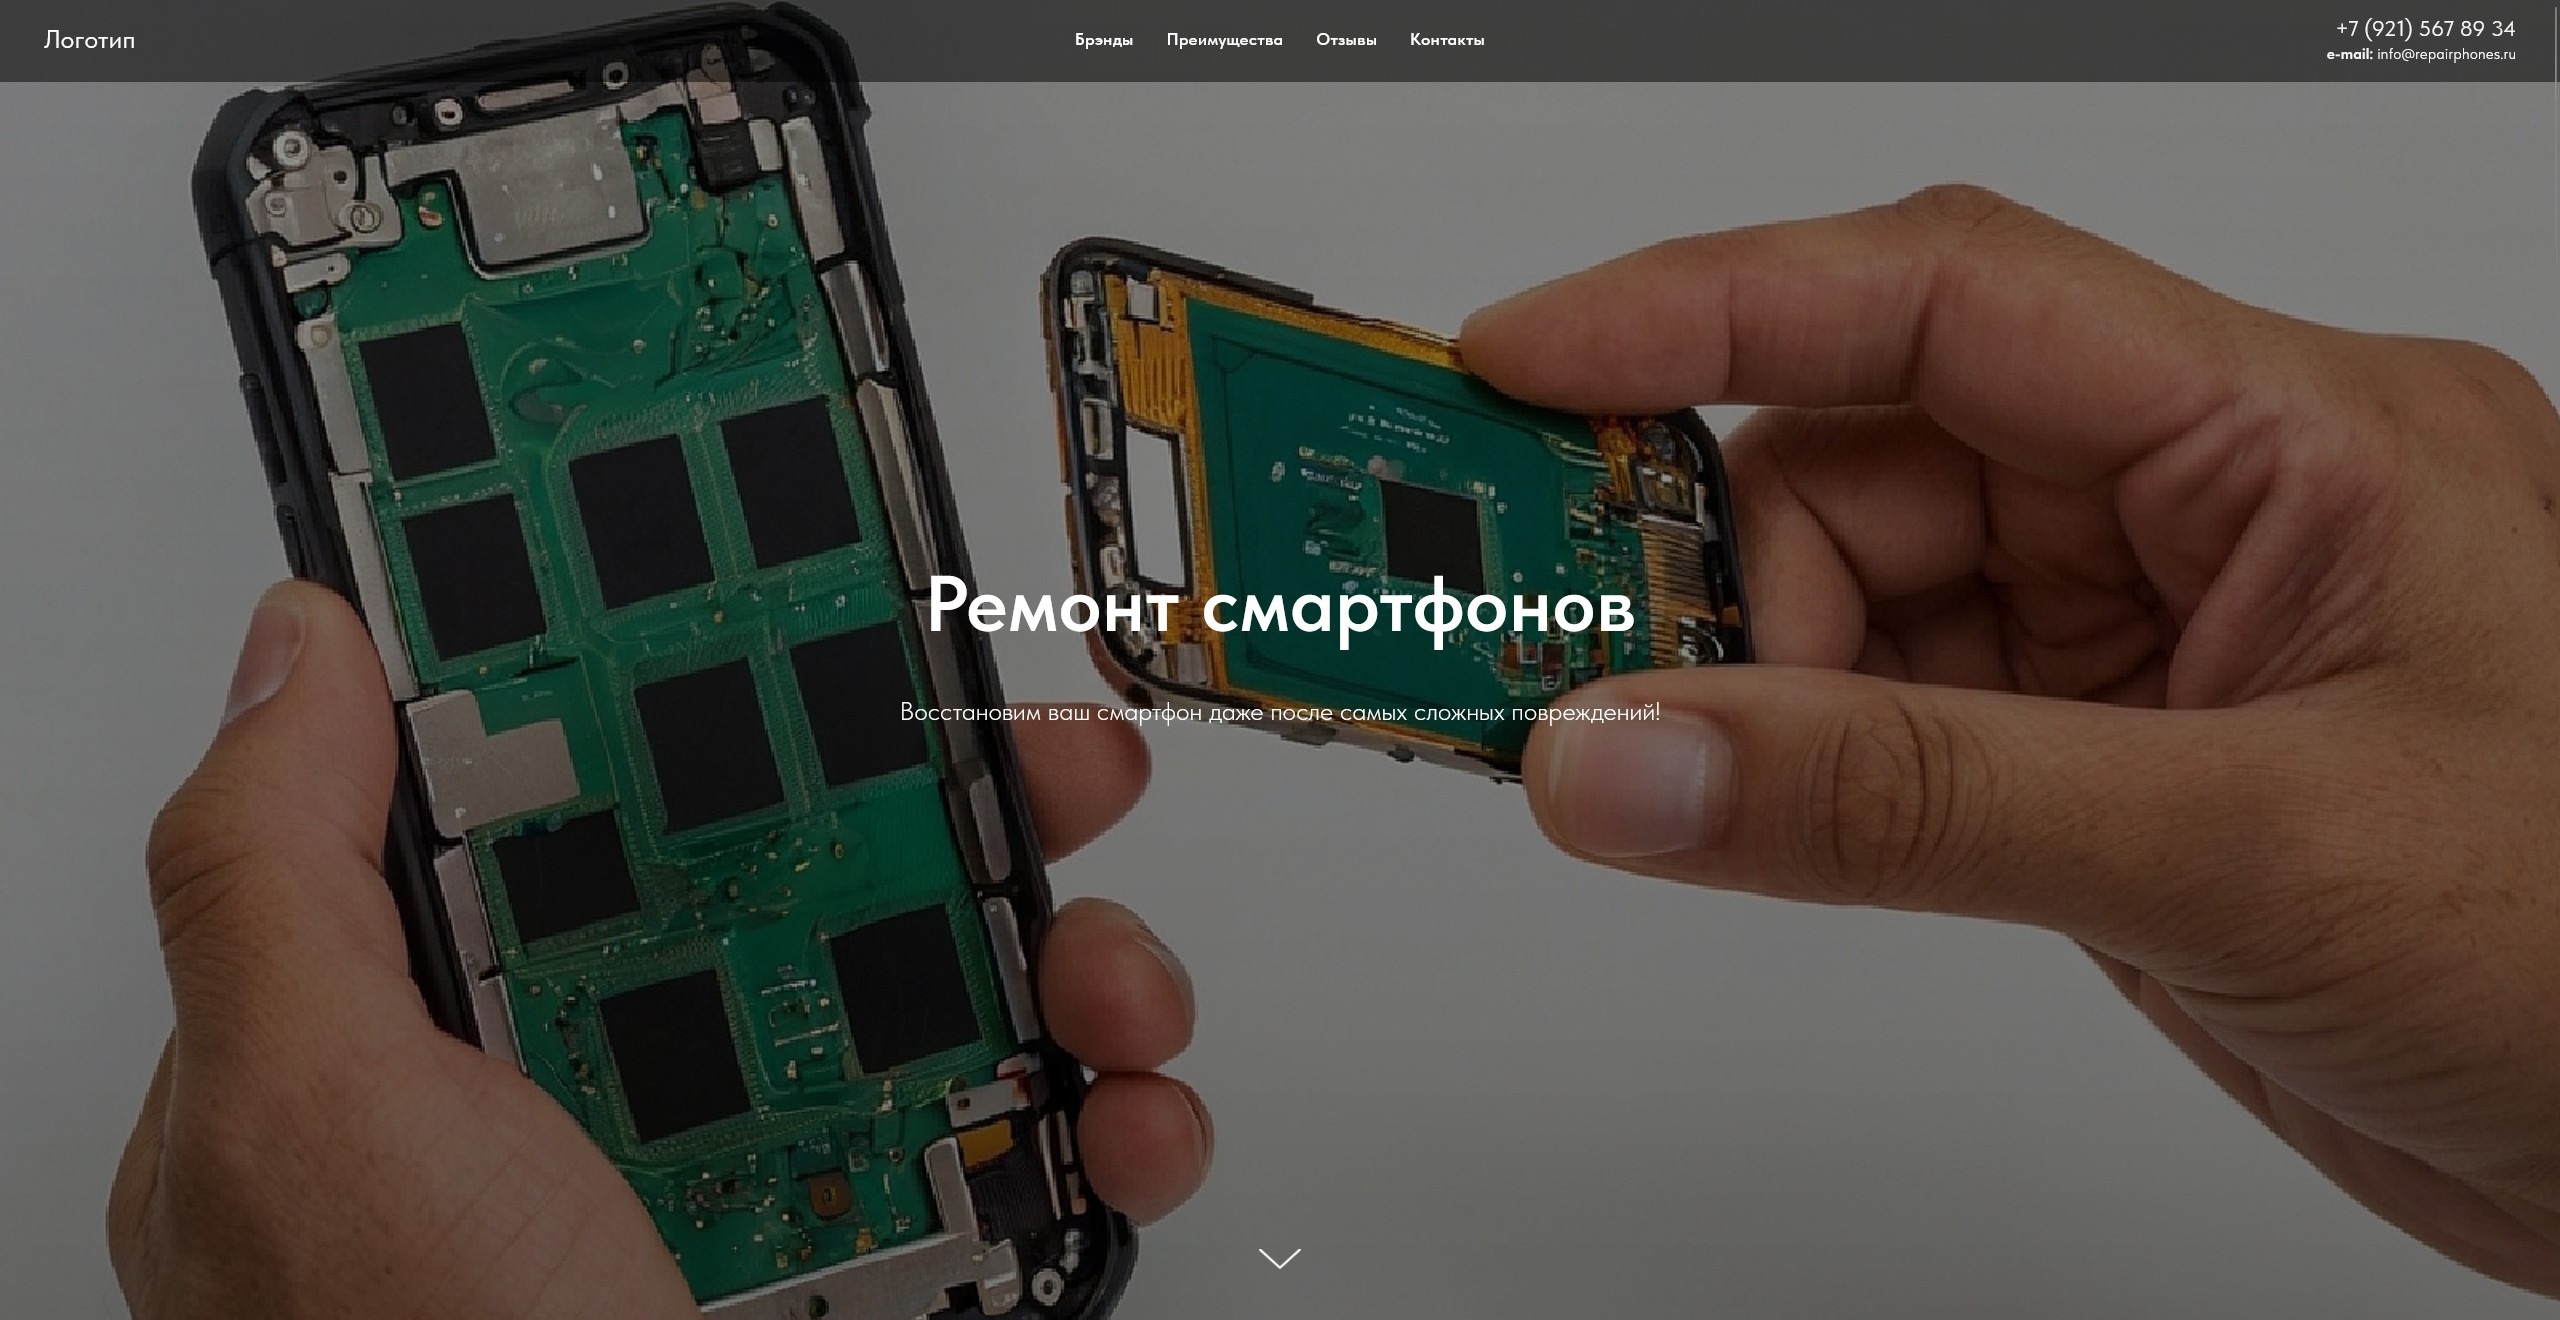 Логотип
Брэнды Преимущества Отзывы Контакты
+7 (921) 567 89 34
e-mail: info@repairphones.ru
Ремонт смартфонов
Восстановим ваш смартфон даже после самых сложных повреждений!